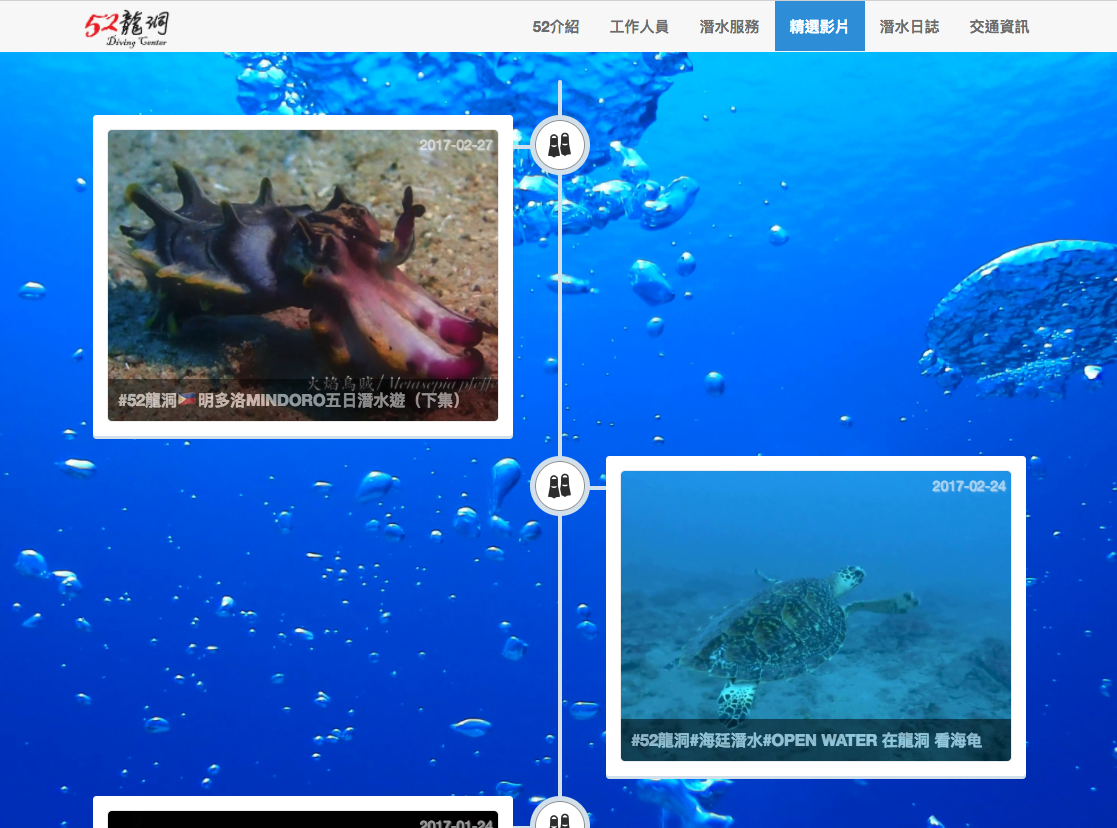 52龍洞
Diving Center
52介紹
工作人員
潛水服務
精選影片
潛水日誌
交通資訊
2017-02-27
火焰烏賊/ Metasepia pfeffe
#52龍洞🇵🇭明多洛MINDORO五日潛水遊（下集）
2017-02-24
#52龍洞#海廷潛水#OPEN WATER 在龍洞 看海龟
2017-01-24